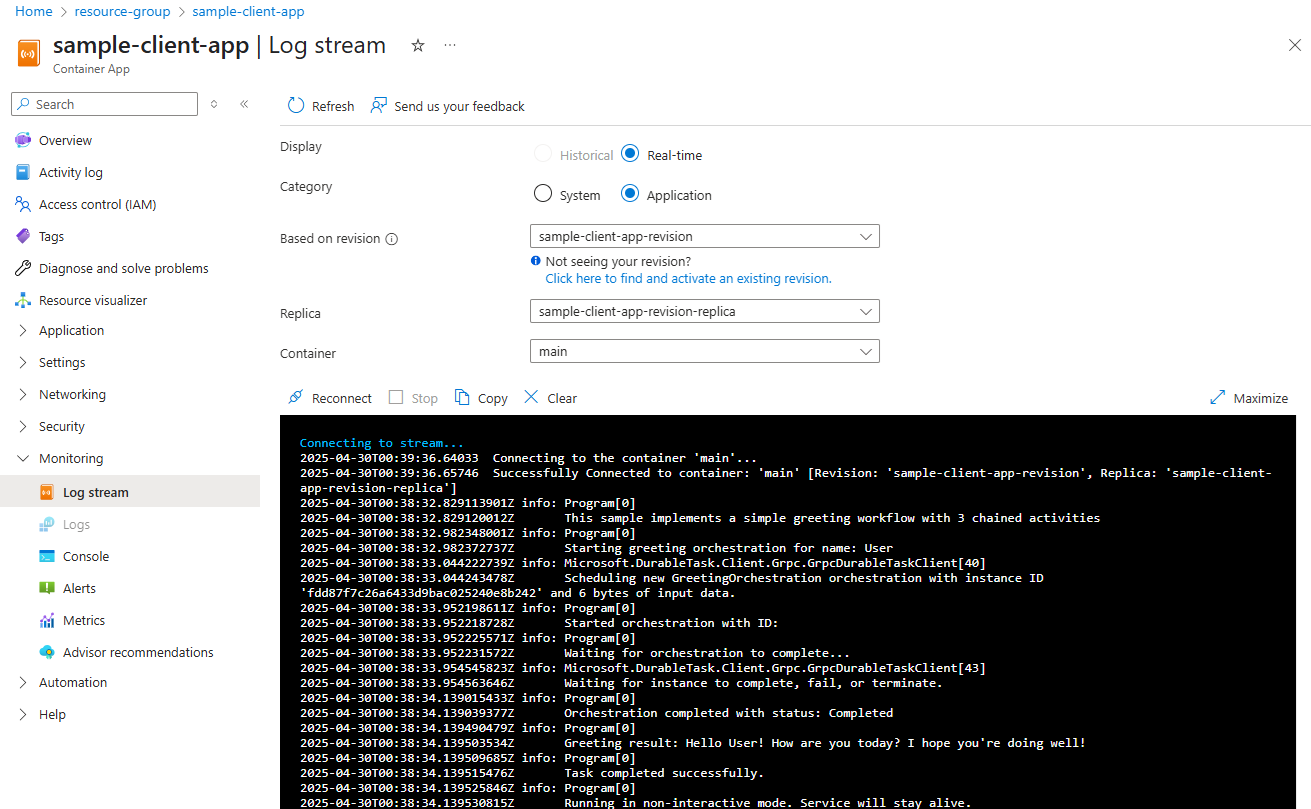 Home > resource-group > sample-client-app
sample-client-app | Log stream
Container App
Search
Refresh
Send us your feedback
Overview
Activity log
Access control (IAM)
Tags
Diagnose and solve problems
Resource visualizer
Application
Settings
Networking
Security
Monitoring
Log stream
Logs
Console
Alerts
Metrics
Advisor recommendations
Automation
Help
Display
Historical Real-time
Category
System Application
Based on revision
sample-client-app-revision
Not seeing your revision?
Click here to find and activate an existing revision.
Replica
sample-client-app-revision-replica
Container
main
Reconnect Stop Copy Clear Maximize
Connecting to stream...
2025-04-30T00:39:36.64033 Connecting to the container 'main'...
2025-04-30T00:39:36.65746 Successfully Connected to container: 'main' [Revision: 'sample-client-app-revision', Replica: 'sample-client-
app-revision-replica']
2025-04-30T00:38:32.829113901Z info: Program[0]
2025-04-30T00:38:32.829120012Z This sample implements a simple greeting workflow with 3 chained activities
2025-04-30T00:38:32.982348001Z info: Program[0]
2025-04-30T00:38:32.982372737Z Starting greeting orchestration for name: User
2025-04-30T00:38:33.044222739Z info: Microsoft.DurableTask.Client.Grpc.GrpcDurableTaskClient[40]
2025-04-30T00:38:33.044243478Z Scheduling new GreetingOrchestration orchestration with instance ID
'fdd87f7c26a6433d9bac025240e8b242' and 6 bytes of input data.
2025-04-30T00:38:33.952198611Z info: Program[0]
2025-04-30T00:38:33.952218728Z Started orchestration with ID:
2025-04-30T00:38:33.952225571Z info: Program[0]
2025-04-30T00:38:33.952231572Z Waiting for orchestration to complete...
2025-04-30T00:38:33.954545823Z info: Microsoft.DurableTask.Client.Grpc.GrpcDurableTaskClient[43]
2025-04-30T00:38:33.954563646Z Waiting for instance to complete, fail, or terminate.
2025-04-30T00:38:34.139015433Z info: Program[0]
2025-04-30T00:38:34.139039377Z Orchestration completed with status: Completed
2025-04-30T00:38:34.139490479Z info: Program[0]
2025-04-30T00:38:34.139503534Z Greeting result: Hello User! How are you today? I hope you're doing well!
2025-04-30T00:38:34.139509685Z info: Program[0]
2025-04-30T00:38:34.139515476Z Task completed successfully.
2025-04-30T00:38:34.139525846Z info: Program[0]
2025-04-30T00:38:34.139530815Z Running in non-interactive mode. Service will stay alive.